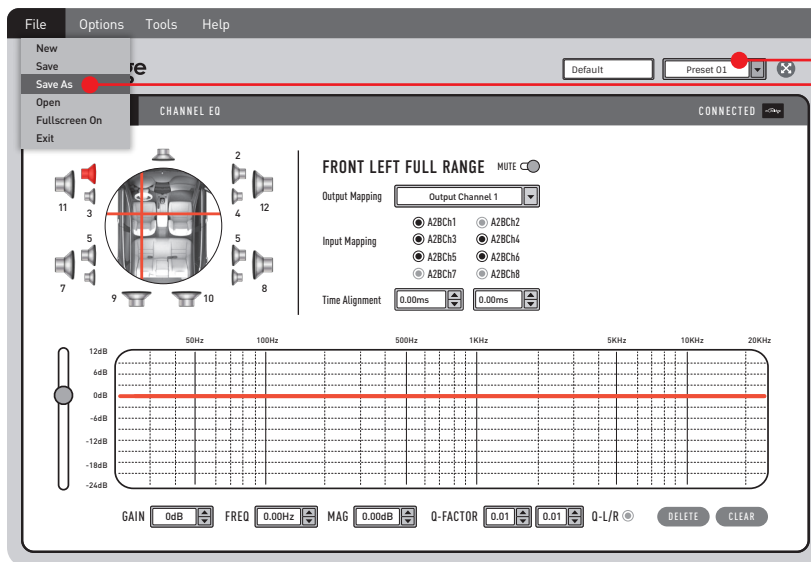 File Options Tools Help
New
Save
Save As
Open
Fullscreen On
Exit
Default Preset 01
CHANNEL EQ CONNECTED
2
11 3 4 12
5 5
7 8
9 10
FRONT LEFT FULL RANGE MUTE
Output Mapping Output Channel 1
Input Mapping
A2BCh1 A2BCh2
A2BCh3 A2BCh4
A2BCh5 A2BCh6
A2BCh7 A2BCh8
Time Alignment 0.00ms 0.00ms
50Hz 100Hz 500Hz 1KHz 5KHz 10KHz 20KHz
12dB
6dB
0dB
-6dB
-12dB
-18dB
-24dB
GAIN 0dB FREQ 0.00Hz MAG 0.00dB Q-FACTOR 0.01 0.01 Q-L/R DELETE CLEAR